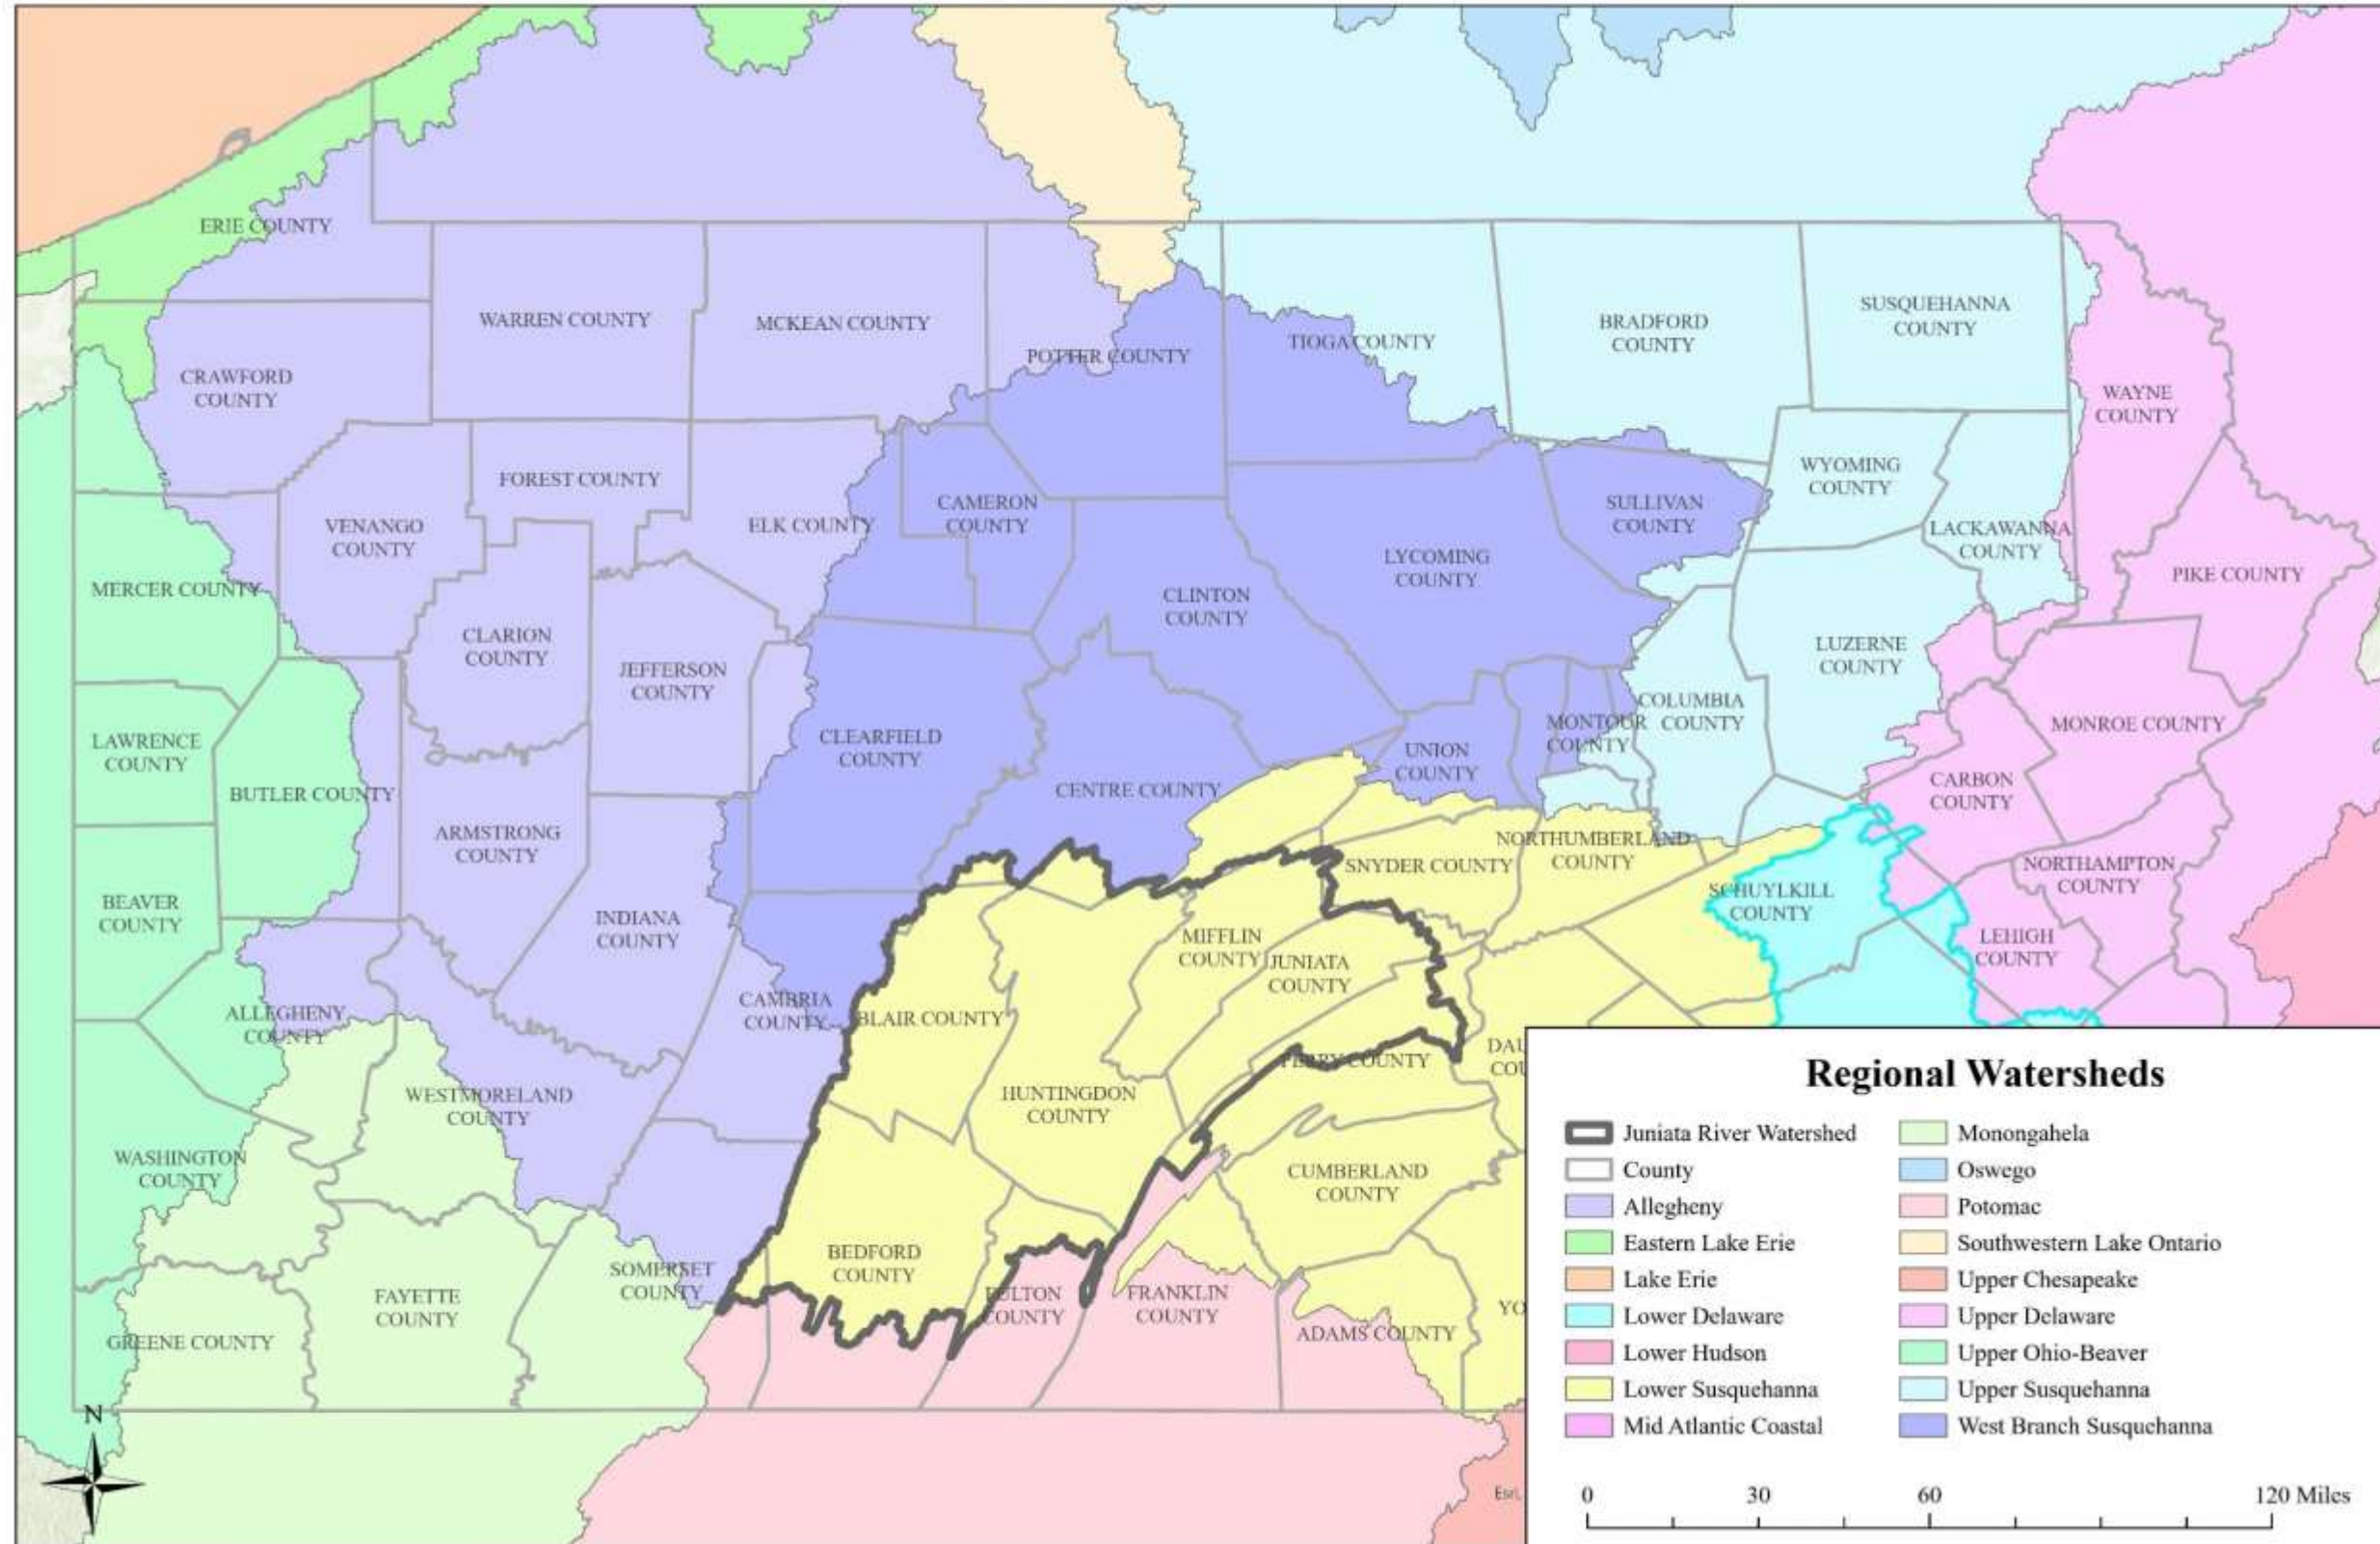 ERIE COUNTY
WARREN COUNTY
MCKEAN COUNTY
POTTER COUNTY
TIOGA COUNTY
BRADFORD
COUNTY
SUSQUEHANNA
COUNTY
CRAWFORD
COUNTY
WAYNE
COUNTY
FOREST COUNTY
WYOMING
COUNTY
VENANGO
COUNTY
ELK COUNTY
CAMERON
COUNTY
SULLIVAN
COUNTY
LACKAWANNA
COUNTY
LYCOMING
COUNTY
PIKE COUNTY
MERCER COUNTY
CLINTON
COUNTY
CLARION
COUNTY
JEFFERSON
COUNTY
LUZERNE
COUNTY
COLUMBIA
COUNTY
MONTOUR
COUNTY
MONROE COUNTY
LAWRENCE
COUNTY
CLEARFIELD
COUNTY
UNION
COUNTY
BUTLER COUNTY
CENTRE COUNTY
CARBON
COUNTY
ARMSTRONG
COUNTY
NORTHUMBERLAND
COUNTY
SNYDER COUNTY
NORTHAMPTON
COUNTY
SCHUYLKILL
COUNTY
BEAVER
COUNTY
INDIANA
COUNTY
MIFFLIN
COUNTY
JUNIATA
COUNTY
LEHIGH
COUNTY
ALLEGHENY
COUNTY
CAMBRIA
COUNTY
BLAIR COUNTY
PERRY COUNTY
DAU
COU
WESTMORELAND
COUNTY
HUNTINGDON
COUNTY
WASHINGTON
COUNTY
CUMBERLAND
COUNTY
BEDFORD
COUNTY
SOMERSET
COUNTY
FAYETTE
COUNTY
FULTON
COUNTY
FRANKLIN
COUNTY
YO
GREENE COUNTY
ADAMS COUNTY
N
Esri,
Regional Watersheds
Juniata River Watershed
County
Allegheny
Eastern Lake Erie
Lake Erie
Lower Delaware
Lower Hudson
Lower Susquehanna
Mid Atlantic Coastal
Monongahela
Oswego
Potomac
Southwestern Lake Ontario
Upper Chesapeake
Upper Delaware
Upper Ohio-Beaver
Upper Susquehanna
West Branch Susquehanna
0 30 60 120 Miles